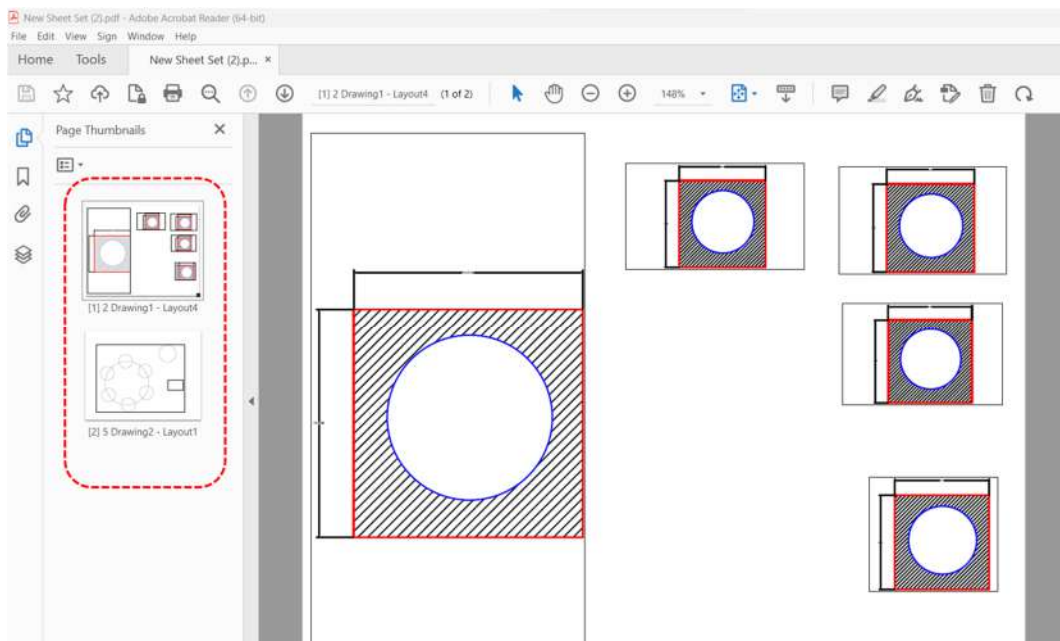 New Sheet Set (2).pdf - Adobe Acrobat Reader (64-bit)
File Edit View Sign Window Help
Home Tools New Sheet Set (2).p... ×
[1] 2 Drawing1 - Layout4 (1 of 2) 148%
Page Thumbnails
[1] 2 Drawing1 - Layout4
[2] 5 Drawing2 - Layout1